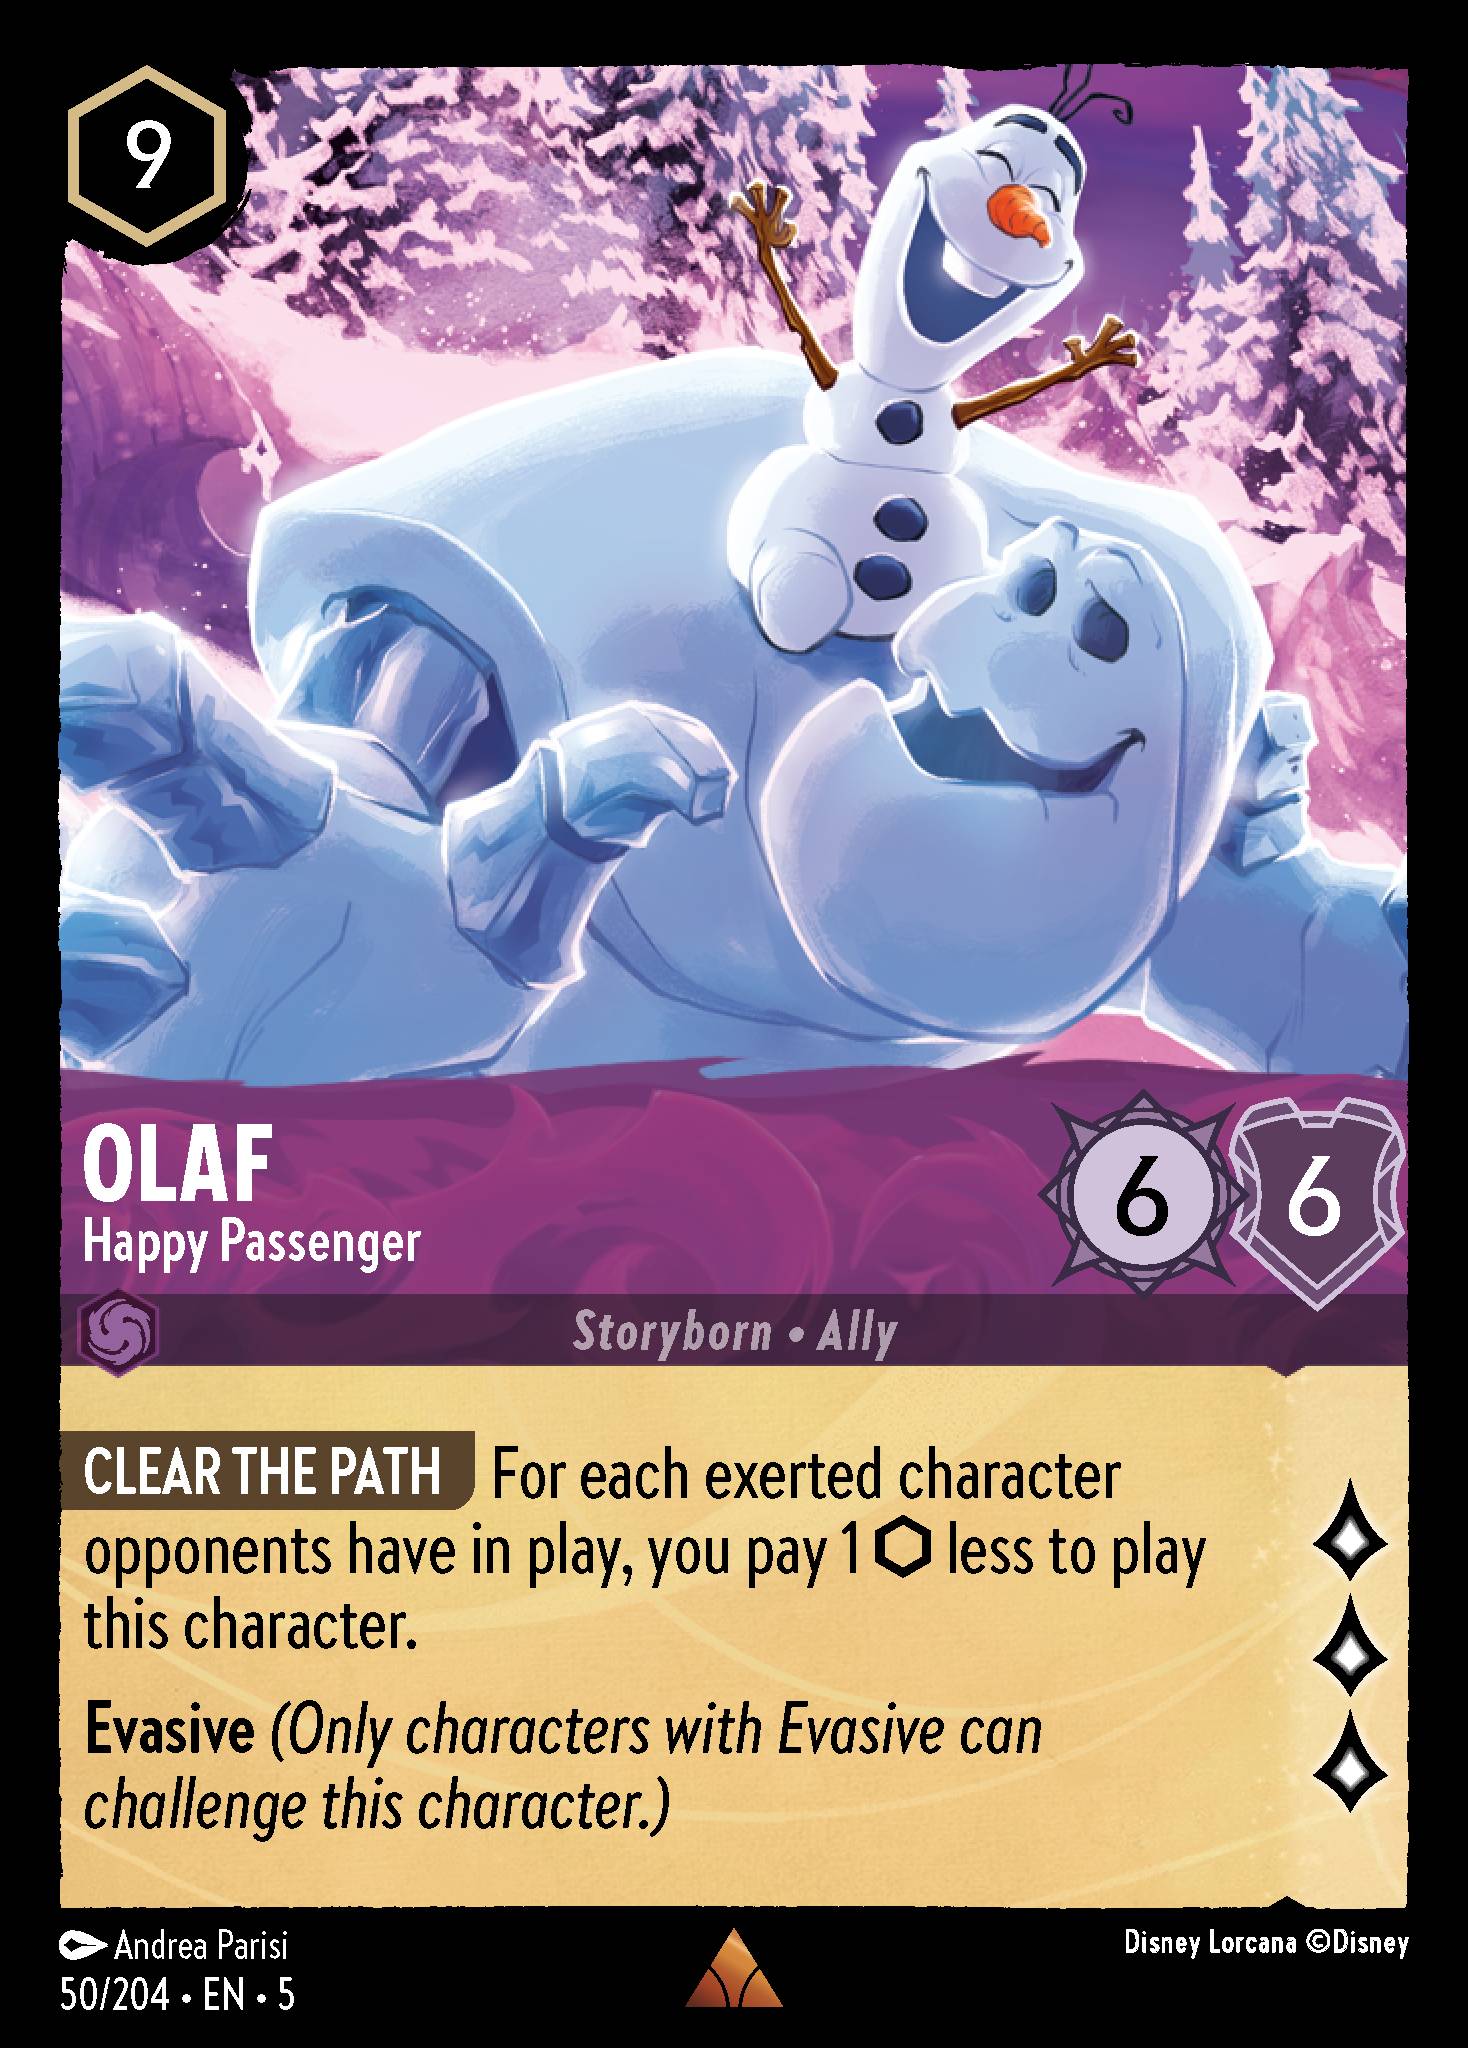 9
OLAF
Happy Passenger
6 6
Storyborn • Ally
CLEAR THE PATH For each exerted character
opponents have in play, you pay 1 ⬡ less to play
this character.
Evasive (Only characters with Evasive can
challenge this character.)
Andrea Parisi
50/204 • EN • 5
Disney Lorcana ©Disney